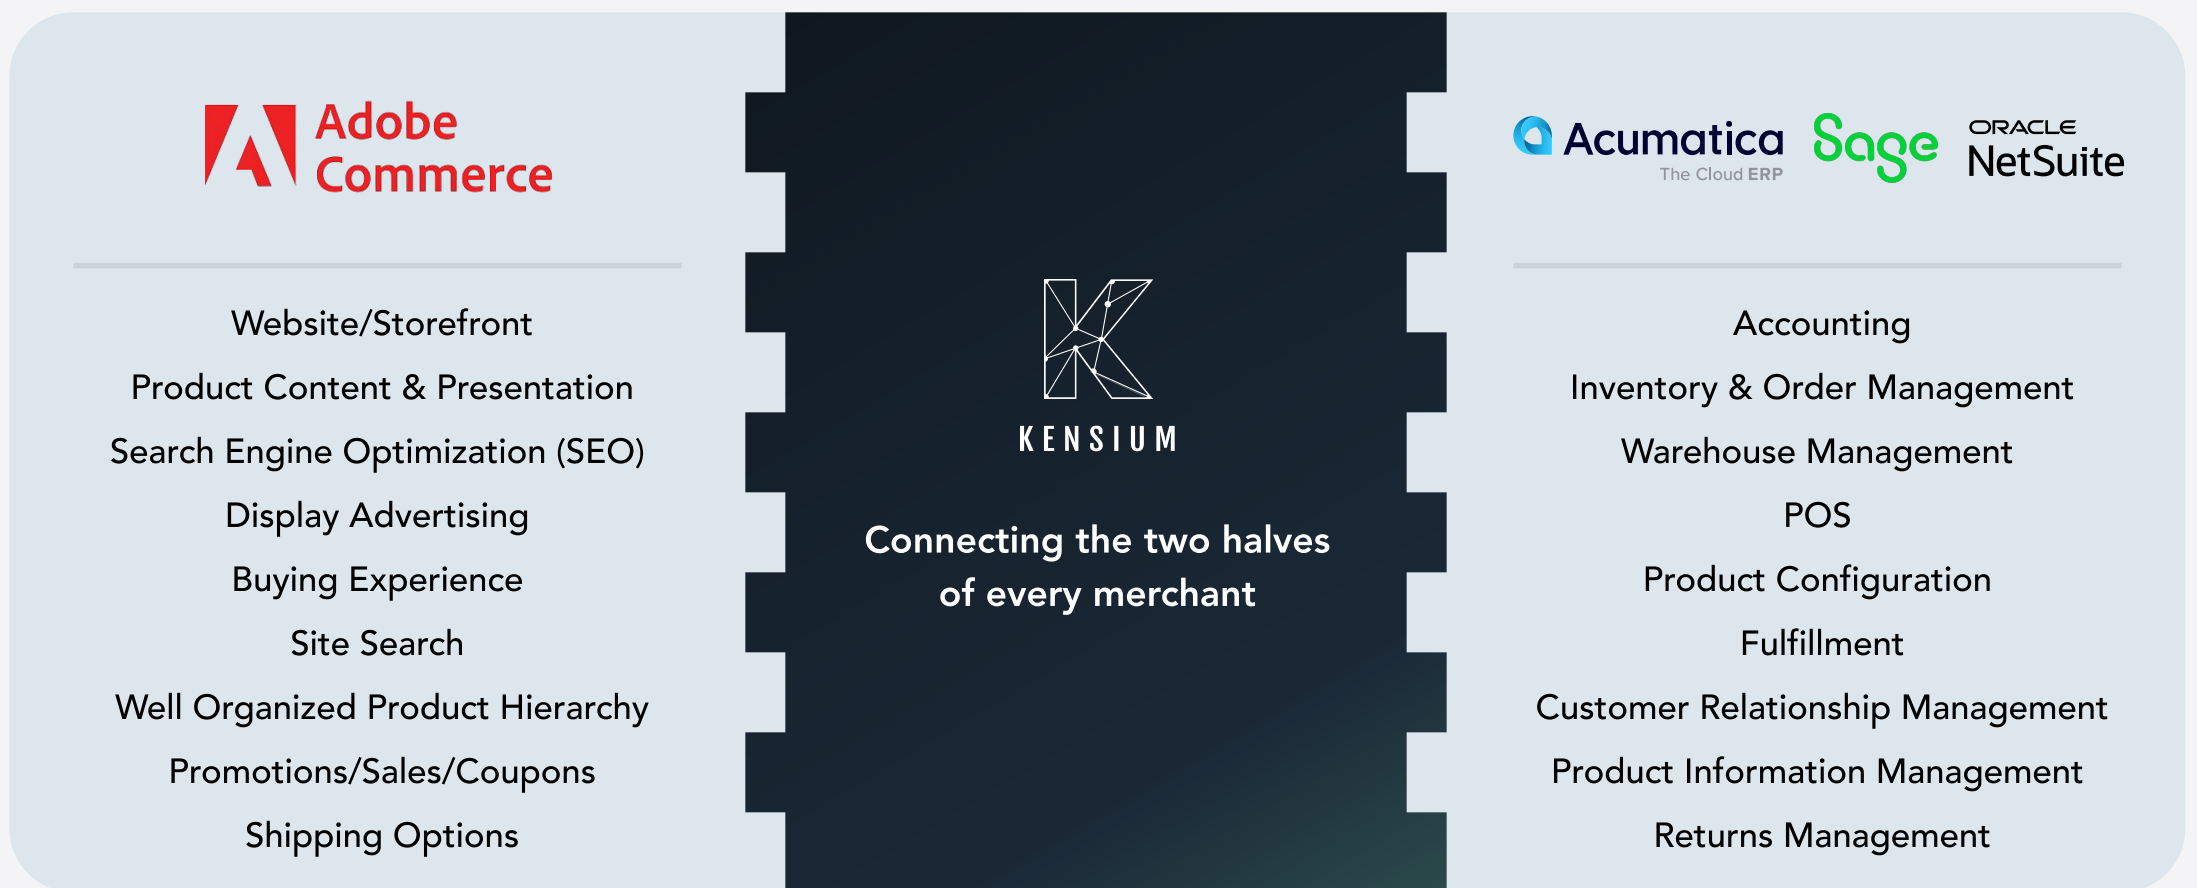 Adobe
Commerce
Website/Storefront
Product Content & Presentation
Search Engine Optimization (SEO)
Display Advertising
Buying Experience
Site Search
Well Organized Product Hierarchy
Promotions/Sales/Coupons
Shipping Options
KENSIUM
Connecting the two halves
of every merchant
Acumatica
The Cloud ERP
Sage
ORACLE
NetSuite
Accounting
Inventory & Order Management
Warehouse Management
POS
Product Configuration
Fulfillment
Customer Relationship Management
Product Information Management
Returns Management